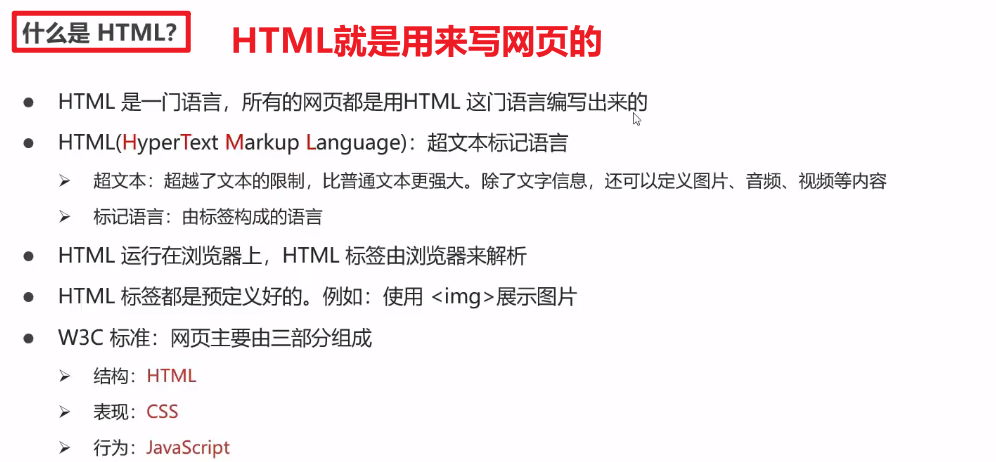 什么是 HTML?
HTML就是用来写网页的
● HTML 是一门语言，所有的网页都是用HTML 这门语言编写出来的
● HTML(HyperText Markup Language)：超文本标记语言
➢ 超文本：超越了文本的限制，比普通文本更强大。除了文字信息，还可以定义图片、音频、视频等内容
➢ 标记语言：由标签构成的语言
● HTML 运行在浏览器上，HTML 标签由浏览器来解析
● HTML 标签都是预定义好的。例如：使用 <img>展示图片
● W3C 标准：网页主要由三部分组成
➢ 结构：HTML
➢ 表现：CSS
➢ 行为：JavaScript